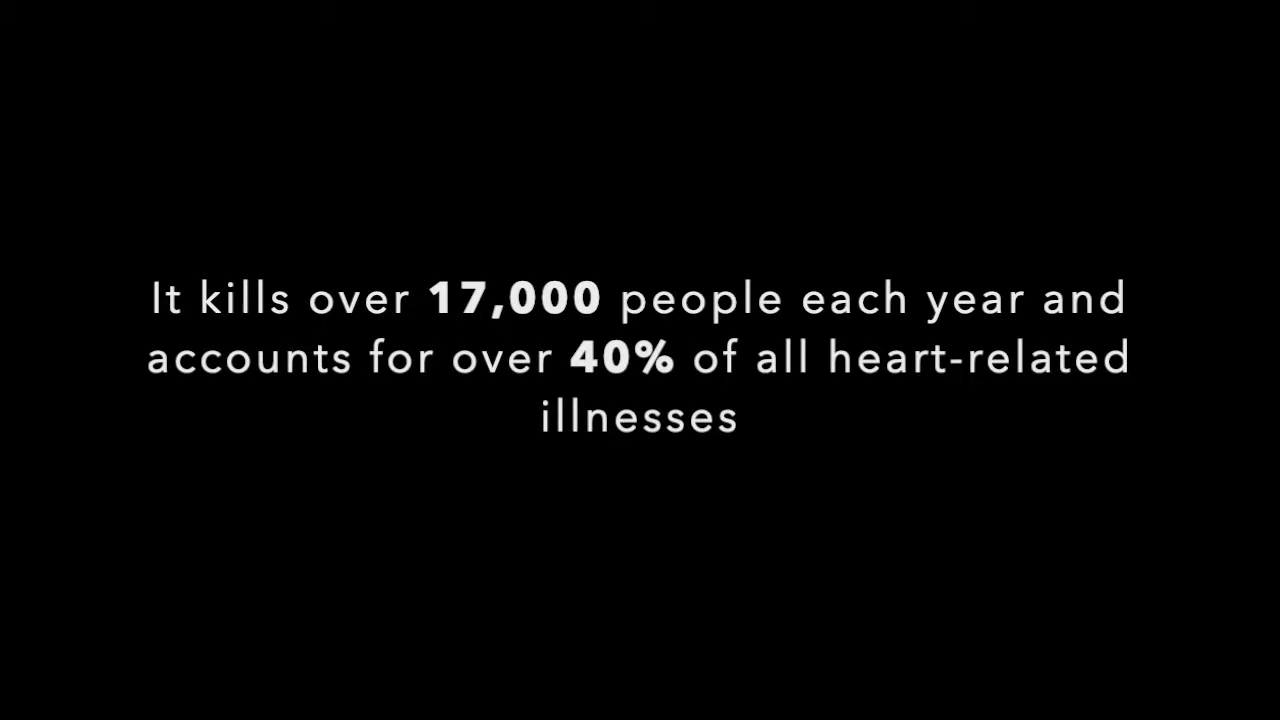 It kills over 17,000 people each year and
accounts for over 40% of all heart-related
illnesses